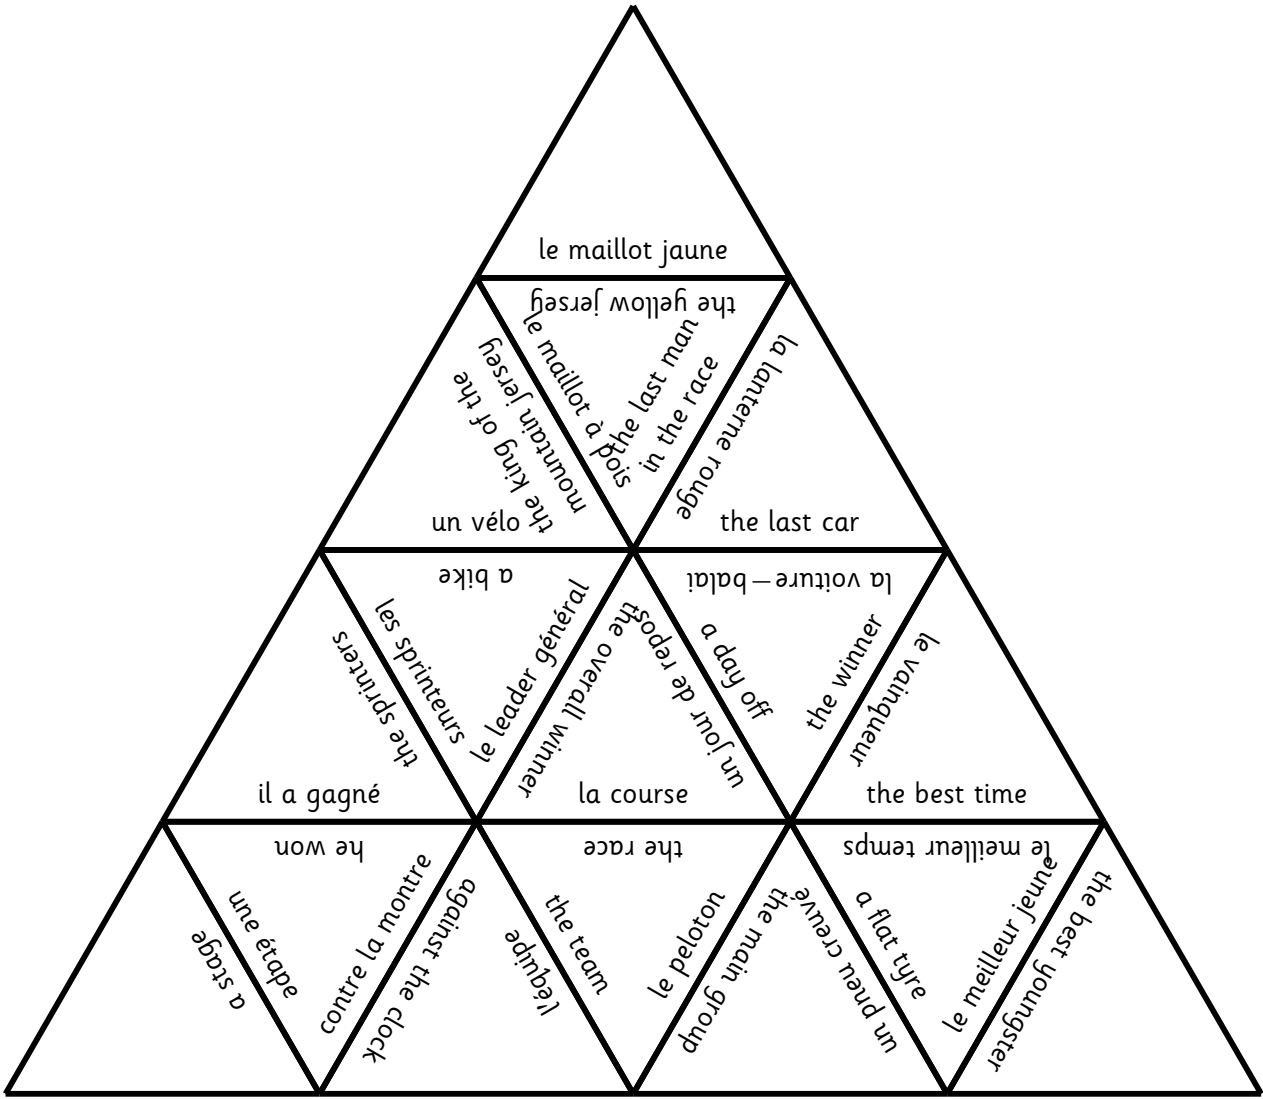 le maillot jaune
the yellow jersey
le maillot à pois
the last man
in the race
the king of the
mountain jersey
la lanterne rouge
un vélo
the last car
a bike
la voiture – balai
les sprinteurs
le leader général
the sprinters
the overall winner
un jour de repos
a day off
the winner
le vainqueur
il a gagné
la course
the best time
he won
the race
le meilleur temps
une étape
contre la montre
a stage
against the clock
the team
le peloton
l'équipe
the main group
un pneu creuvé
a flat tyre
le meilleur jeune
the best youngster